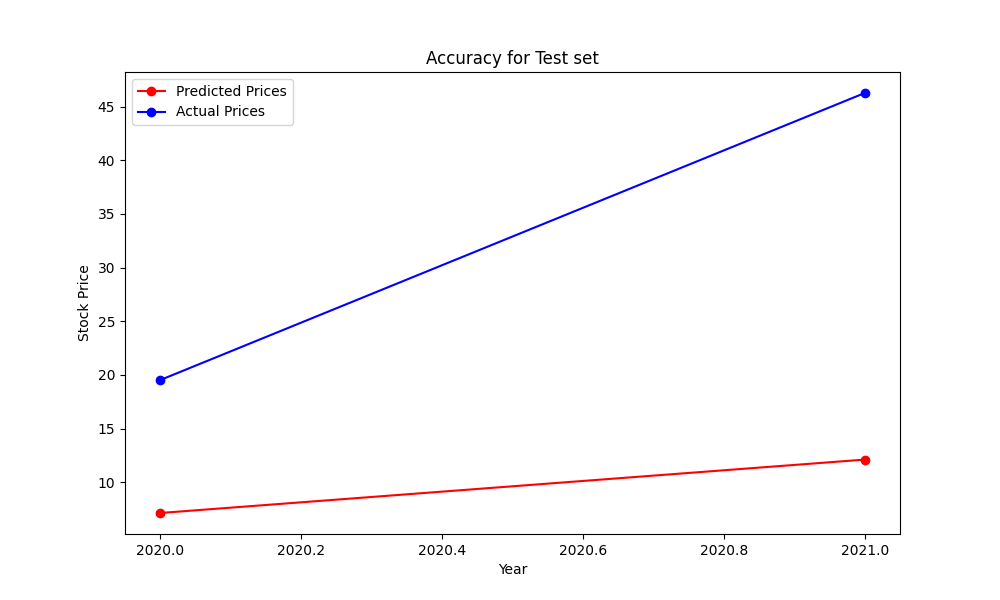 Accuracy for Test set
Predicted Prices
Actual Prices
Stock Price
45
40
35
30
25
20
15
10
2020.0 2020.2 2020.4 2020.6 2020.8 2021.0
Year